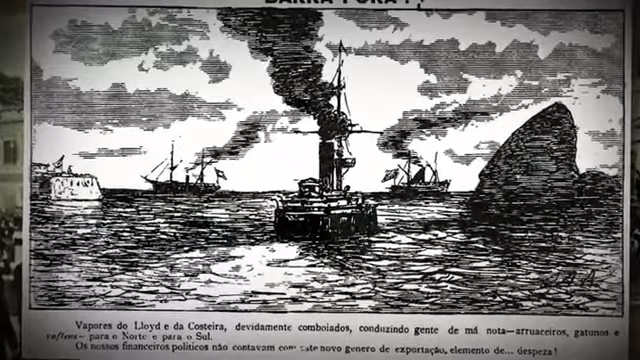 BARRA FORA!
Vapores do Lloyd e da Costeira, devidamente comboiados, conduzindo gente de má nota—arruaceiros, gatunos e
para o Norte e para o Sul.
Os nossos financeiros politicos não contavam com este novo genero de exportação, elemento de... despeza!